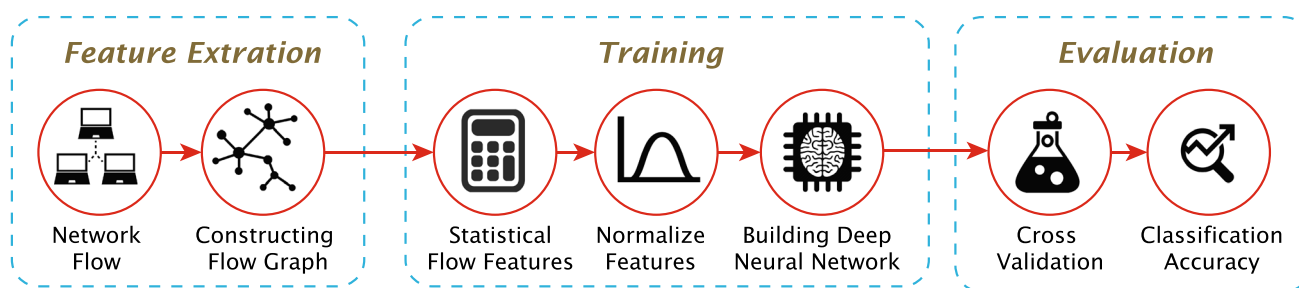 Feature Extration
Training
Evaluation
Network
Flow
Constructing
Flow Graph
Statistical
Flow Features
Normalize
Features
Building Deep
Neural Network
Cross
Validation
Classification
Accuracy